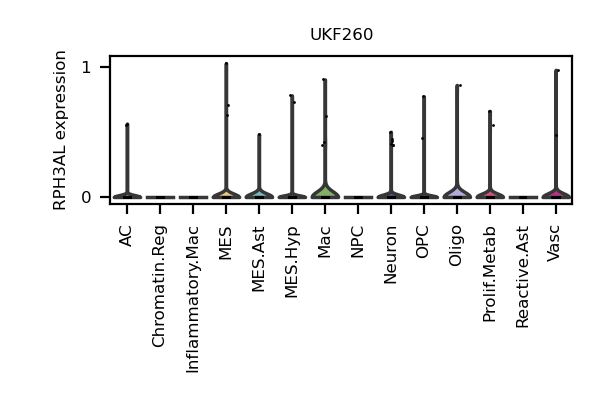 UKF260
RPH3AL expression
1
0
AC
Chromatin.Reg
Inflammatory.Mac
MES
MES.Ast
MES.Hyp
Mac
NPC
Neuron
OPC
Oligo
Prolif.Metab
Reactive.Ast
Vasc